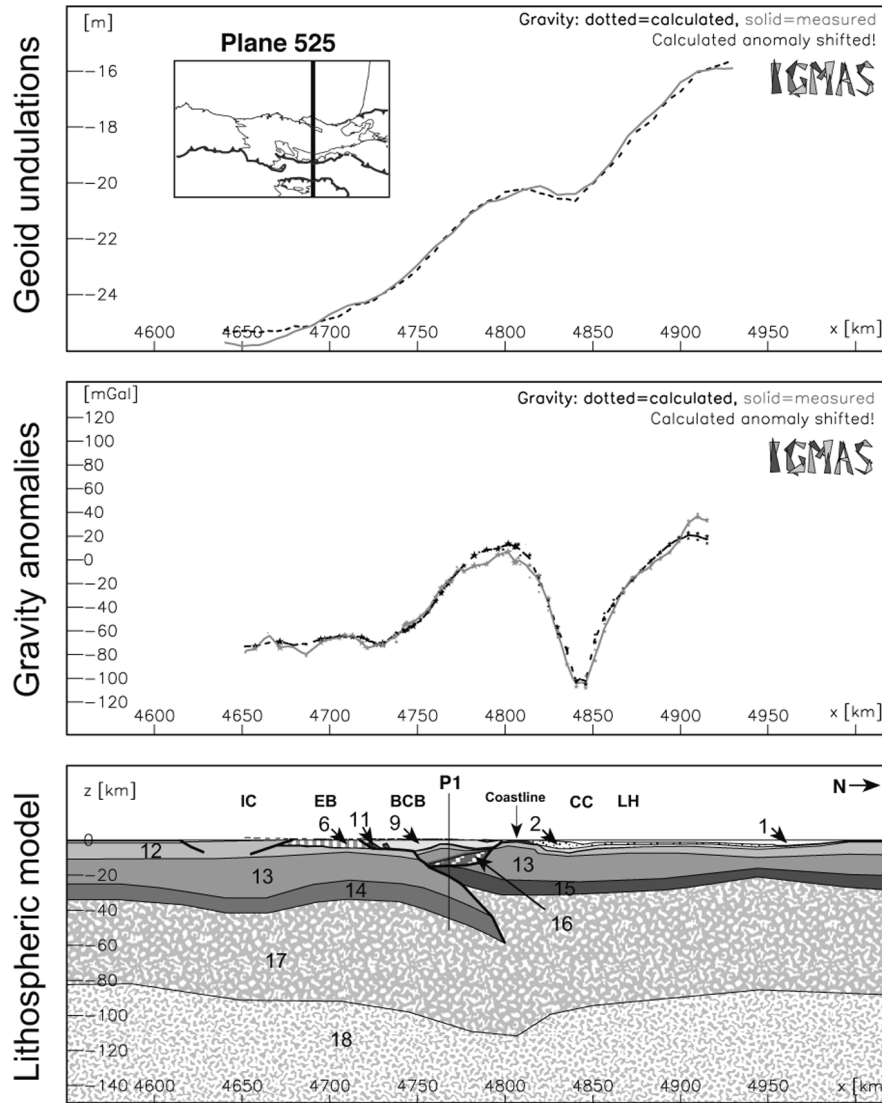 Geoid undulations
[m]
Gravity: dotted=calculated, solid=measured
Calculated anomaly shifted!
IGMAS
Plane 525
−16
−18
−20
−22
−24
4600 4650 4700 4750 4800 4850 4900 4950 x [km]
Gravity anomalies
[mGal]
Gravity: dotted=calculated, solid=measured
Calculated anomaly shifted!
IGMAS
120
100
80
60
40
20
0
−20
−40
−60
−80
−100
−120
4600 4650 4700 4750 4800 4850 4900 4950 x [km]
Lithospheric model
z [km]
P1
N
IC EB BCB Coastline CC LH
6 11 9 2 1
0
12
13 13
−20
14 15
16
−40
−60
17
−80
−100
18
−120
−140
4600 4650 4700 4750 4800 4850 4900 4950 x [km]